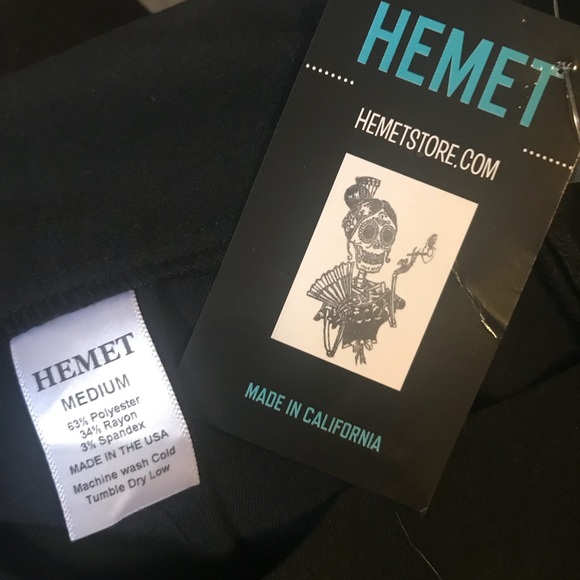 HEMET
HEMETSTORE.COM
MADE IN CALIFORNIA
HEMET
MEDIUM
63% Polyester
34% Rayon
3% Spandex
MADE IN THE USA
Machine wash Cold
Tumble Dry Low